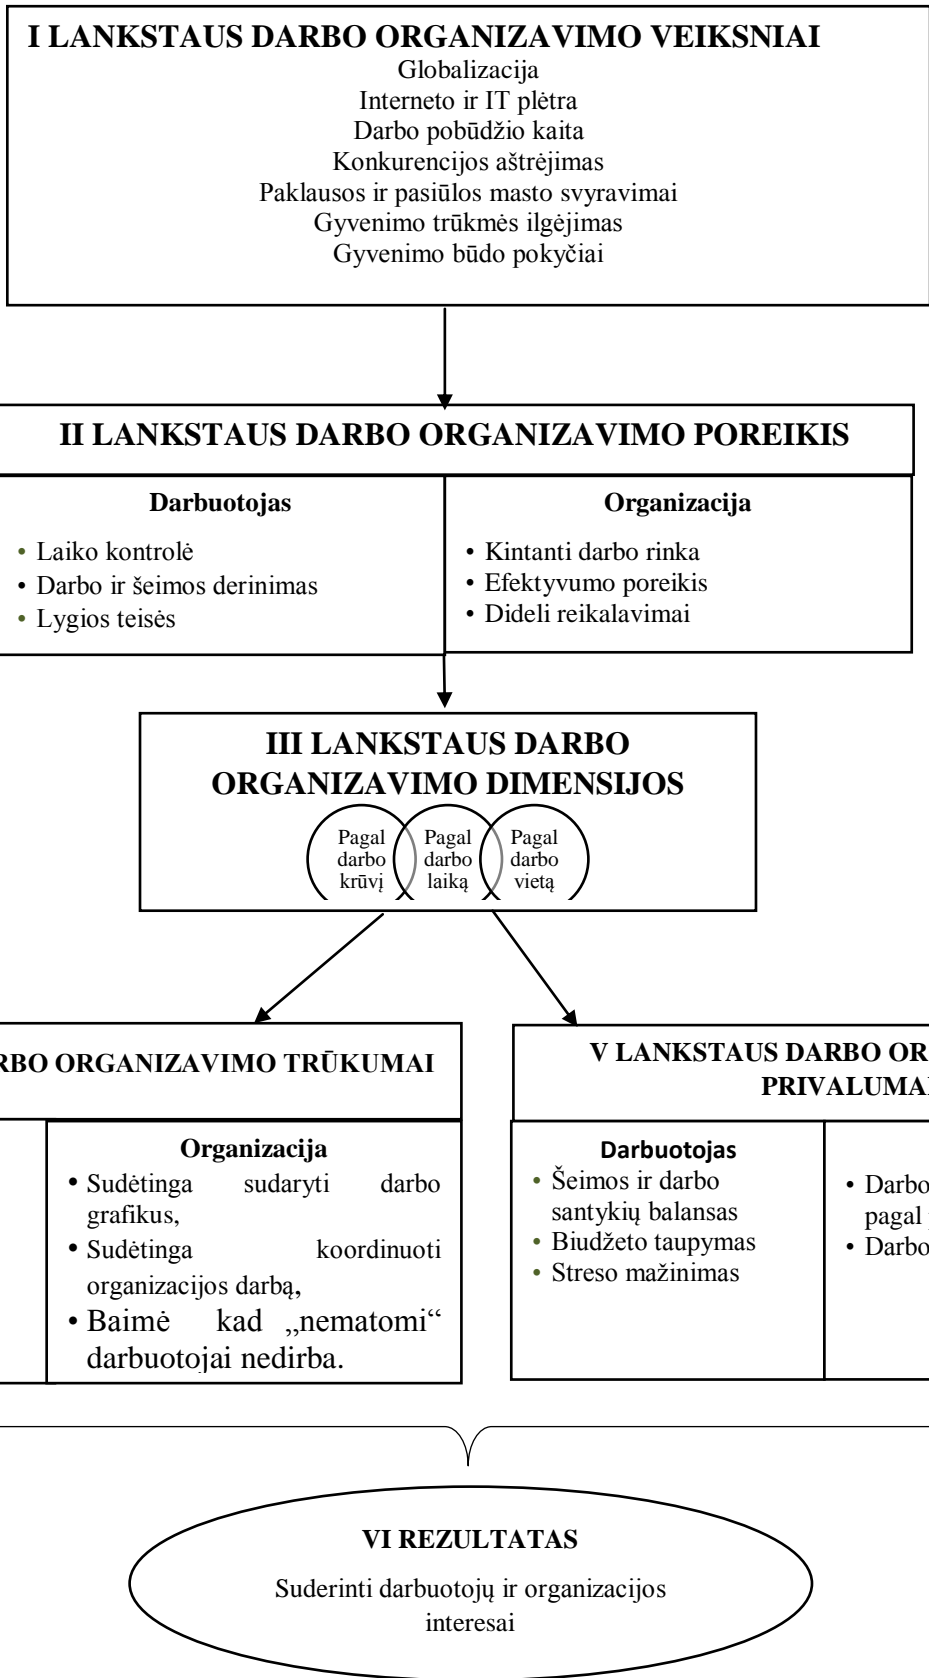 I LANKSTAUS DARBO ORGANIZAVIMO VEIKSNIAI
Globalizacija
Interneto ir IT plėtra
Darbo pobūdžio kaita
Konkurencijos aštrėjimas
Paklausos ir pasiūlos masto svyravimai
Gyvenimo trūkmės ilgėjimas
Gyvenimo būdo pokyčiai
II LANKSTAUS DARBO ORGANIZAVIMO POREIKIS
Darbuotojas
• Laiko kontrolė
• Darbo ir šeimos derinimas
• Lygios teisės
Organizacija
• Kintanti darbo rinka
• Efektyvumo poreikis
• Dideli reikalavimai
III LANKSTAUS DARBO
ORGANIZAVIMO DIMENSIJOS
Pagal
darbo
krūvį
Pagal
darbo
laiką
Pagal
darbo
vietą
ORGANIZAVIMO TRŪKUMAI
Organizacija
• Sudėtinga sudaryti darbo
grafikus,
• Sudėtinga koordinuoti
organizacijos darbą,
• Baimė kad „nematomi“
darbuotojai nedirba.
V LANKSTAUS DARBO
Darbuotojas
• Šeimos ir darbo
santykių balansas
• Biudžeto taupymas
• Streso mažinimas
• Darbo
pagal
• Darbo
VI REZULTATAS
Suderinti darbuotojų ir organizacijos
interesai